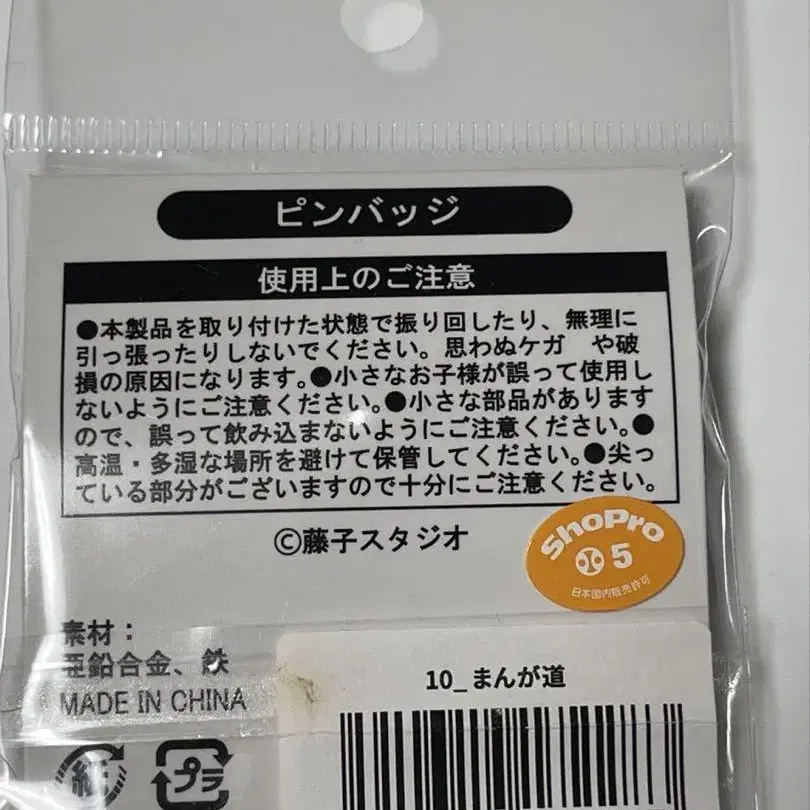 ピンバッジ
使用上のご注意
●本製品を取り付けた状態で振り回したり、無理に
引っ張ったりしないでください。思わぬケガ　や破
損の原因になります。●小さなお子様が誤って使用し
ないようにご注意ください。●小さな部品があります
ので、誤って飲み込まないようにご注意ください。●
高温・多湿な場所を避けて保管してください。●尖っ
ている部分がございますので十分にご注意ください。
©藤子スタジオ
ShoPro
5
日本国内販売許可
素材：
亜鉛合金、鉄
MADE IN CHINA
10_まんが道
紙
プラ